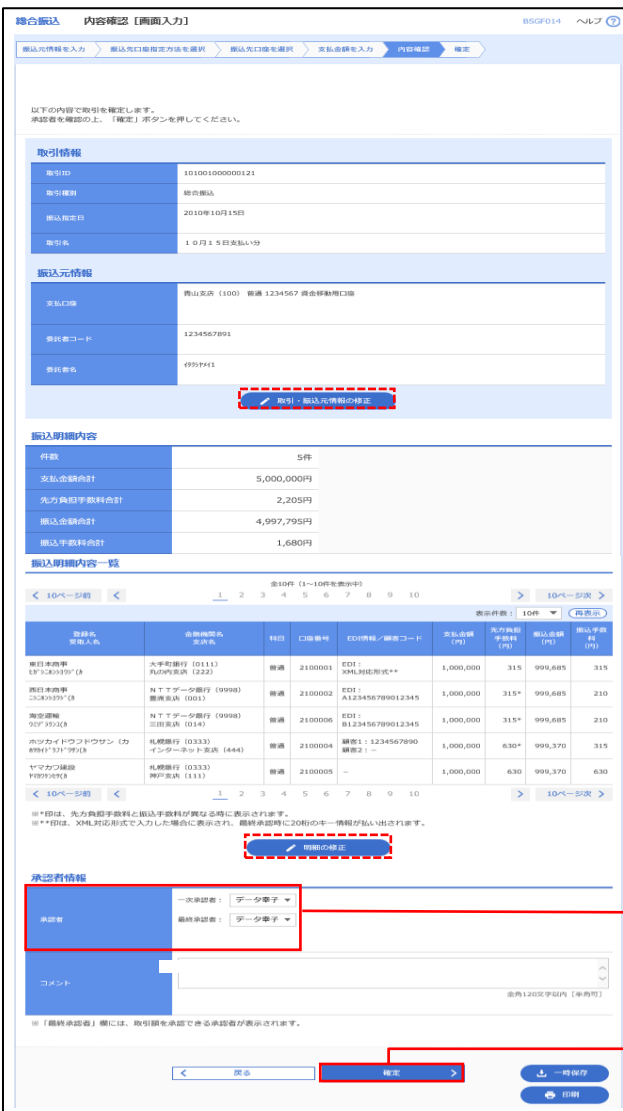 総合振込 内容確認［画面入力］ BSGF014 ヘルプ ?
振込元情報を入力 振込先口座指定方法を選択 振込先口座を選択 支払金額を入力 内容確認 確定
以下の内容で取引を確定します。
承認者を確認の上、「確定」ボタンを押してください。
取引情報
取引ID 101001000000121
取引種別 総合振込
振込指定日 2010年10月15日
取引名 １０月１５日支払い分
振込元情報
支払口座 青山支店（100） 普通 1234567 資金移動用口座
委託者コード 1234567891
委託者名
取引・振込元情報の修正
振込明細内容
件数 5件
支払金額合計 5,000,000円
先方負担手数料合計 2,205円
振込金額合計 4,997,795円
振込手数料合計 1,680円
振込明細内容一覧
全10件（1～10件を表示中）
< 10ページ前 < 1 2 3 4 5 6 7 8 9 10 > 10ページ次 >
表示件数： 10件 ▼ 再表示
登録名 金融機関名 科目 口座番号 EDI情報／顧客コード 支払金額 先方負担 振込金額 振込手数
受取人名 支店名 (円) 手数料 (円) 料
(円) (円)
東日本商事 大手町銀行（0111） 普通 2100001 EDI： 1,000,000 315 999,685 315
丸の内支店（222） XML対応形式**
西日本商事 ＮＴＴデータ銀行（9998） 普通 2100002 EDI： 1,000,000 315* 999,685 210
豊洲支店（001） A123456789012345
海空運輸 ＮＴＴデータ銀行（9998） 普通 2100006 EDI： 1,000,000 315* 999,685 210
三田支店（014） B123456789012345
ホツカイドウフドウサン（カ 札幌銀行（0333） 普通 2100004 顧客1：1234567890 1,000,000 630* 999,370 315
インターネット支店（444） 顧客2：−
ヤマカワ建設 札幌銀行（0333） 普通 2100005 − 1,000,000 630 999,370 630
神戸支店（111）
< 10ページ前 < 1 2 3 4 5 6 7 8 9 10 > 10ページ次 >
※*印は、先方負担手数料と振込手数料が異なる時に表示されます。
※**印は、XML対応形式で入力した場合に表示され、最終承認時に20桁のキー情報が払い出されます。
明細の修正
承認者情報
承認者 一次承認者： データ幸子 ▼
最終承認者： データ幸子 ▼
コメント
全角120文字以内［半角可］
※「最終承認者」欄には、取引額を承認できる承認者が表示されます。
< 戻る 確定 > 一時保存
印刷